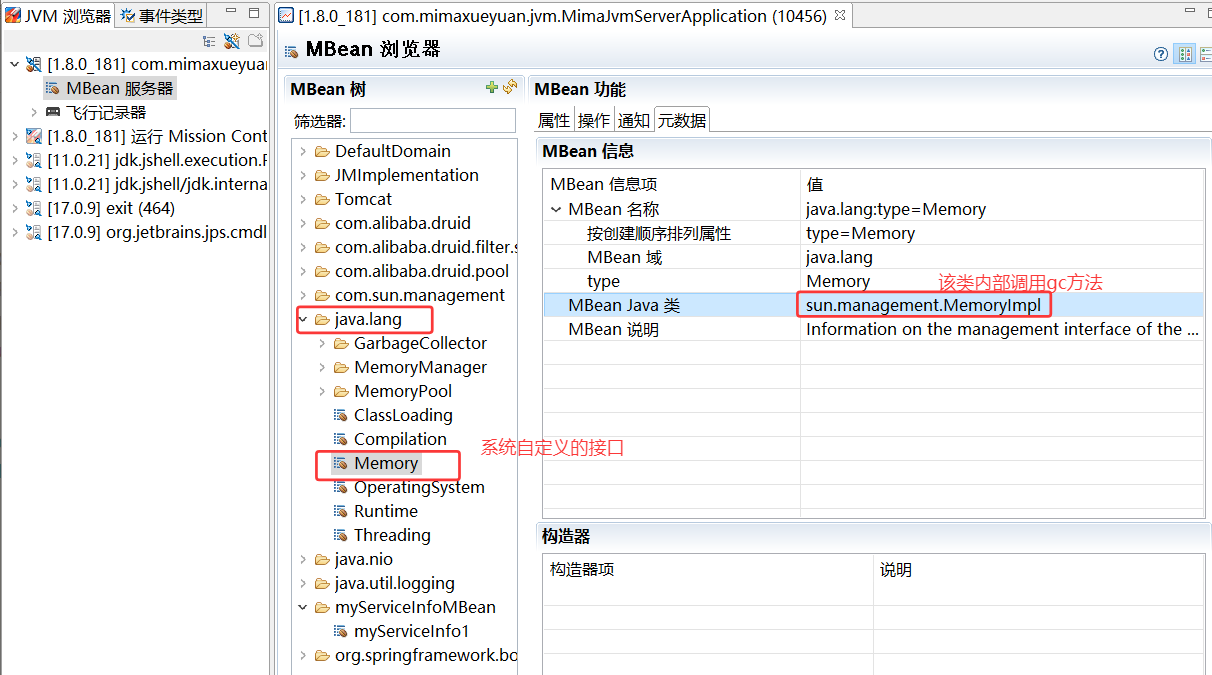 JVM 浏览器
事件类型
[1.8.0_181] com.mimaxueyuan
MBean 服务器
飞行记录器
[1.8.0_181] 运行 Mission Cont
[11.0.21] jdk.jshell.execution.F
[11.0.21] jdk.jshell/jdk.interna
[17.0.9] exit (464)
[17.0.9] org.jetbrains.jps.cmdl
[1.8.0_181] com.mimaxueyuan.jvm.MimaJvmServerApplication (10456)
MBean 浏览器
MBean 树
筛选器:
DefaultDomain
JMImplementation
Tomcat
com.alibaba.druid
com.alibaba.druid.filter.s
com.alibaba.druid.pool
com.sun.management
java.lang
GarbageCollector
MemoryManager
MemoryPool
ClassLoading
Compilation
系统自定义的接口
Memory
OperatingSystem
Runtime
Threading
java.nio
java.util.logging
myServiceInfoMBean
myServiceInfo1
org.springframework.bo
MBean 功能
属性 操作 通知 元数据
MBean 信息
MBean 信息项 值
MBean 名称 java.lang:type=Memory
按创建顺序排列属性 type=Memory
MBean 域 java.lang
type Memory
该类内部调用gc方法
MBean Java 类 sun.management.MemoryImpl
MBean 说明 Information on the management interface of the ...
构造器
构造器项 说明